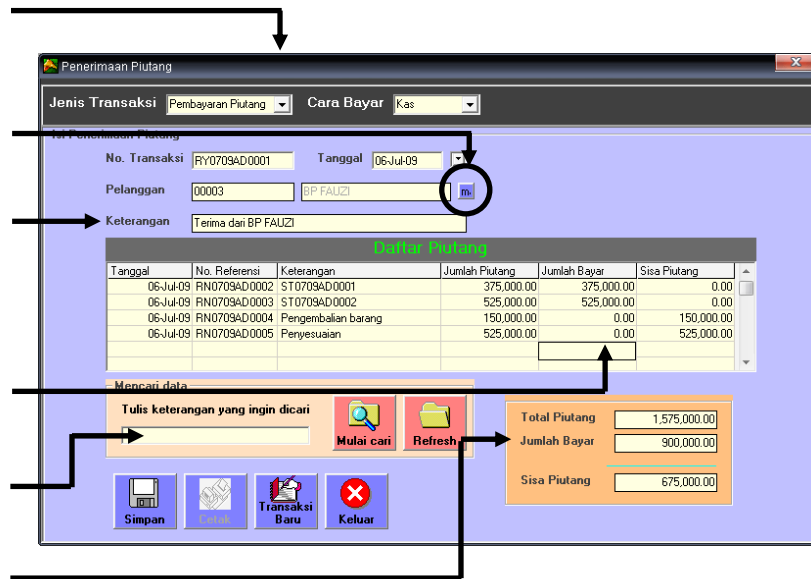 Penerimaan Piutang
Jenis Transaksi Pembayaran Piutang Cara Bayar Kas
Isi Penerimaan Piutang
No. Transaksi RY0709AD0001 Tanggal 06-Jul-09
Pelanggan 00003 BP FAUZI
Keterangan Terima dari BP FAUZI
Daftar Piutang
Tanggal No. Referensi Keterangan Jumlah Piutang Jumlah Bayar Sisa Piutang
06-Jul-09 RN0709AD0002 ST0709AD0001 375,000.00 375,000.00 0.00
06-Jul-09 RN0709AD0003 ST0709AD0002 525,000.00 525,000.00 0.00
06-Jul-09 RN0709AD0004 Pengembalian barang 150,000.00 0.00 150,000.00
06-Jul-09 RN0709AD0005 Penyesuaian 525,000.00 0.00 525,000.00
Mencari data
Tulis keterangan yang ingin dicari
Mulai cari
Refresh
Total Piutang 1,575,000.00
Jumlah Bayar 900,000.00
Sisa Piutang 675,000.00
Simpan
Cetak
Transaksi
Baru
Keluar